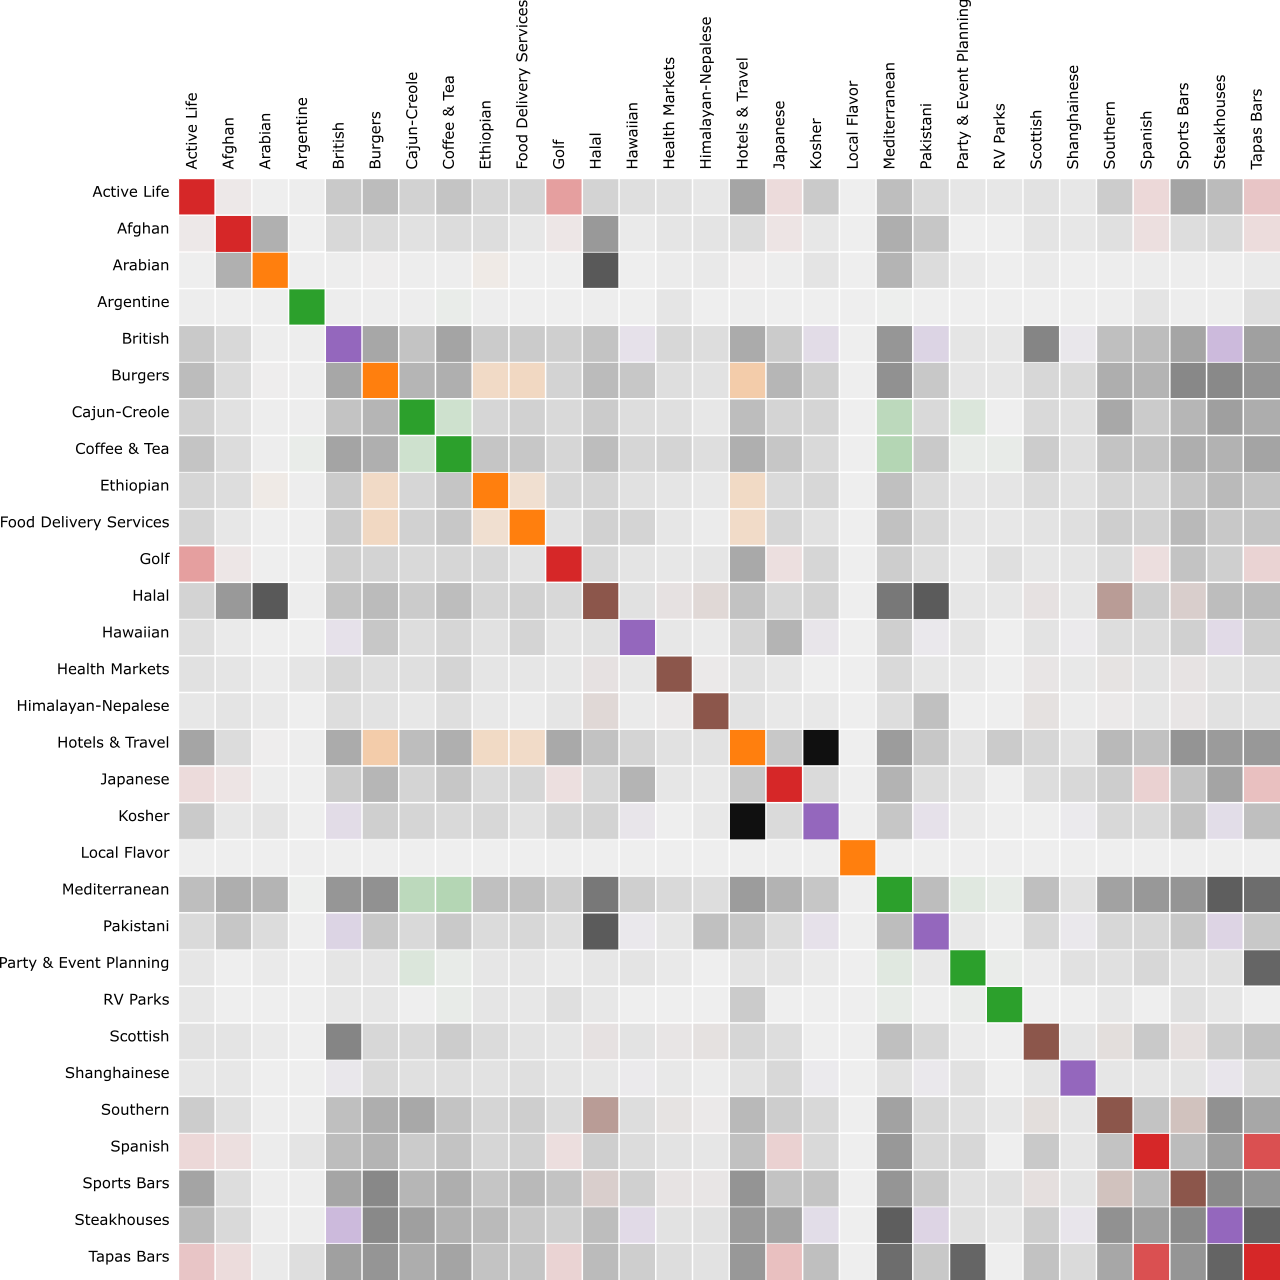 Active Life
Afghan
Arabian
Argentine
British
Burgers
Cajun-Creole
Coffee & Tea
Ethiopian
Food Delivery Services
Golf
Halal
Hawaiian
Health Markets
Himalayan-Nepalese
Hotels & Travel
Japanese
Kosher
Local Flavor
Mediterranean
Pakistani
Party & Event Planning
RV Parks
Scottish
Shanghainese
Southern
Spanish
Sports Bars
Steakhouses
Tapas Bars
Active Life
Afghan
Arabian
Argentine
British
Burgers
Cajun-Creole
Coffee & Tea
Ethiopian
Food Delivery Services
Golf
Halal
Hawaiian
Health Markets
Himalayan-Nepalese
Hotels & Travel
Japanese
Kosher
Local Flavor
Mediterranean
Pakistani
Party & Event Planning
RV Parks
Scottish
Shanghainese
Southern
Spanish
Sports Bars
Steakhouses
Tapas Bars